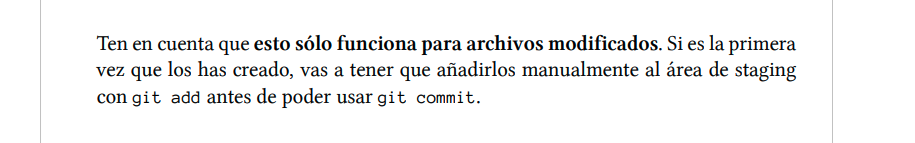 Ten en cuenta que esto sólo funciona para archivos modificados. Si es la primera
vez que los has creado, vas a tener que añadirlos manualmente al área de staging
con git add antes de poder usar git commit.